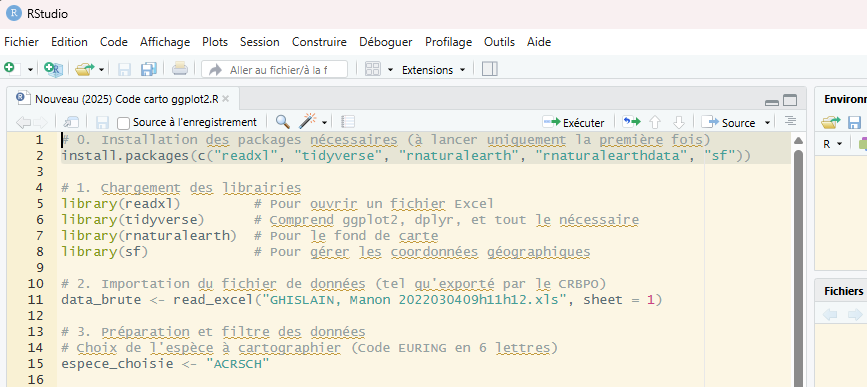 RStudio
Fichier Edition Code Affichage Plots Session Construire Déboguer Profilage Outils Aide
Aller au fichier/à la f Extensions
Nouveau (2025) Code carto ggplot2.R
Environ
Source à l'enregistrement Exécuter Source
R
1 # 0. Installation des packages nécessaires (à lancer uniquement la première fois)
2 install.packages(c("readxl", "tidyverse", "rnaturalearth", "rnaturalearthdata", "sf"))
3
4 # 1. Chargement des librairies
5 library(readxl) # Pour ouvrir un fichier Excel
6 library(tidyverse) # Comprend ggplot2, dplyr, et tout le nécessaire
7 library(rnaturalearth) # Pour le fond de carte
8 library(sf) # Pour gérer les coordonnées géographiques
9
10 # 2. Importation du fichier de données (tel qu'exporté par le CRBPO)
11 data_brute <- read_excel("GHISLAIN, Manon 2022030409h11h12.xls", sheet = 1)
Fichiers
12
13 # 3. Préparation et filtre des données
14 # Choix de l'espèce à cartographier (Code EURING en 6 lettres)
15 espece_choisie <- "ACRSCH"
16